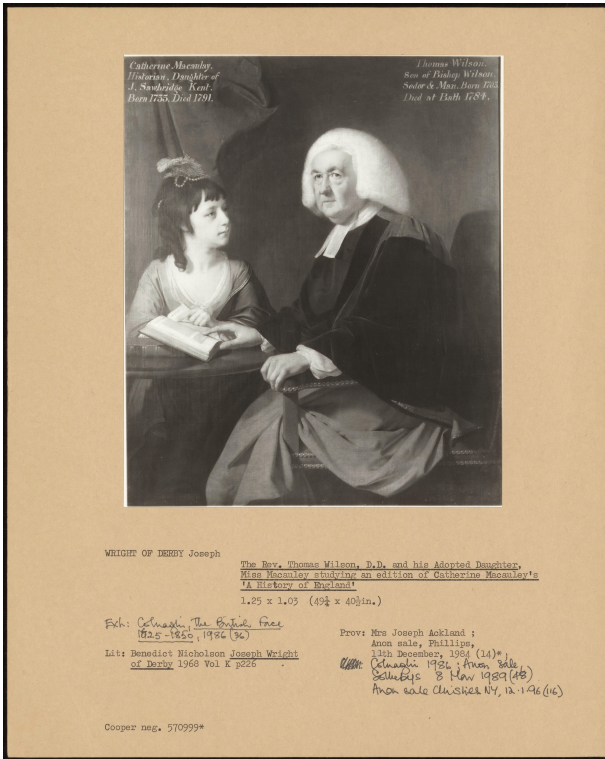 Catherine Macaulay.
Historian, Daughter of
J. Sawbridge Kent.
Born 1733, Died 1791.
Thomas Wilson.
Son of Bishop Wilson.
Sodor & Man. Born 1703.
Died at Bath 1784.
WRIGHT OF DERBY Joseph
The Rev. Thomas Wilson, D.D. and his Adopted Daughter,
Miss Macauley studying an edition of Catherine Macauley's
'A History of England'
1.25 x 1.03 (49¼ x 40½in.)
Exh: Colnaghi, The British Face
1625-1850, 1986 (36)
Lit: Benedict Nicholson Joseph Wright
of Derby 1968 Vol K p226
Prov: Mrs Joseph Ackland ;
Anon sale, Phillips,
11th December, 1984 (14)*;
Colnaghi 1986; Anon sale,
Sothebys 8 Mar 1989 (48)
Anon sale Christies NY, 12.1.96 (116)
Cooper neg. 570999*